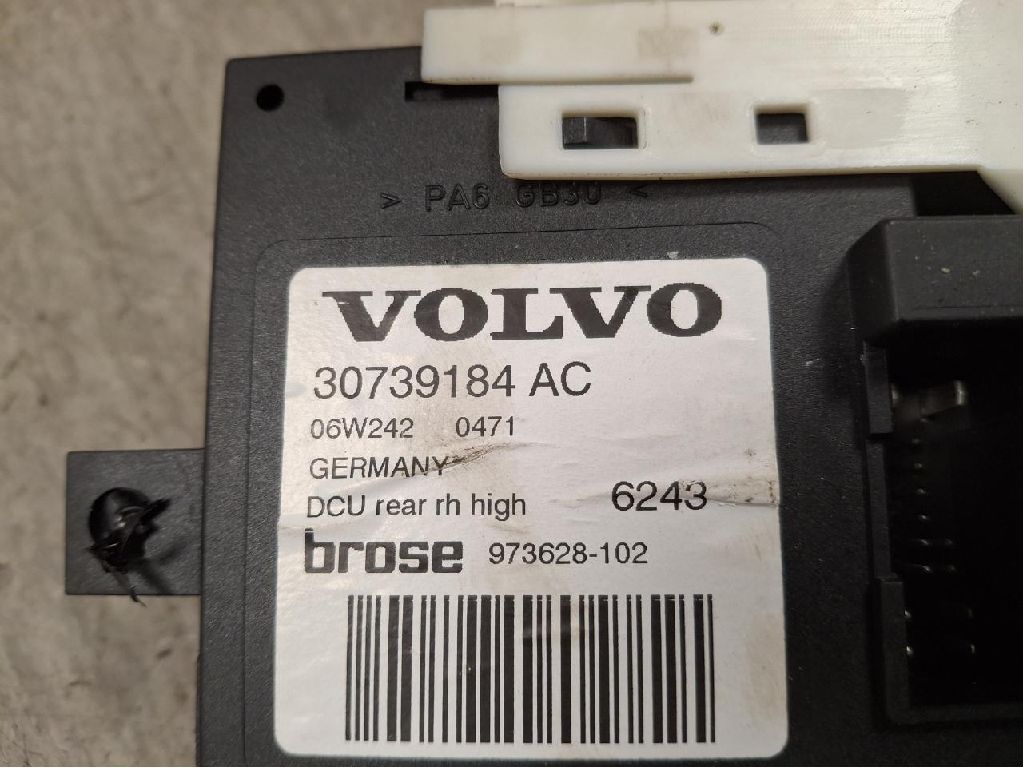 > PA6 GB30 <
VOLVO
30739184 AC
06W242 0471
GERMANY
DCU rear rh high 6243
brose 973628-102